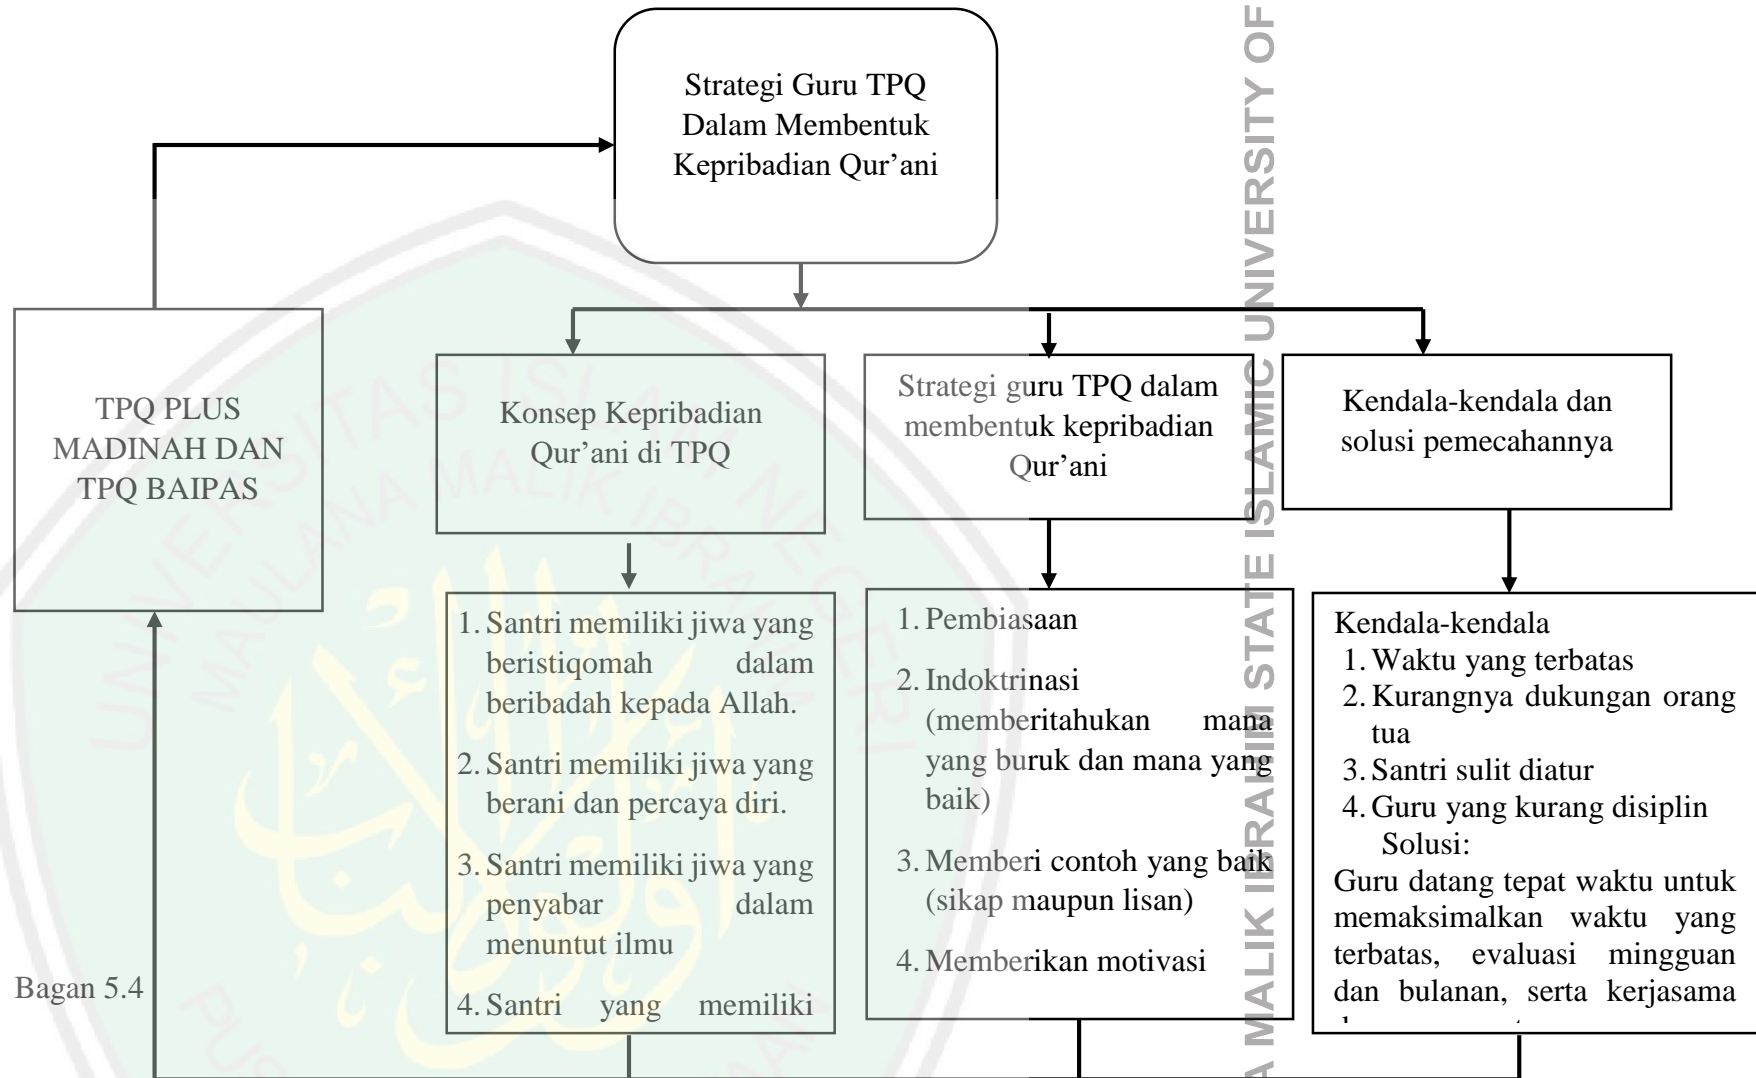 Strategi Guru TPQ
Dalam Membentuk
Kepribadian Qur'ani
TPQ PLUS
MADINAH DAN
TPQ BAIPAS
Konsep Kepribadian
Qur'ani di TPQ
Strategi guru TPQ dalam
membentuk kepribadian
Qur'ani
Kendala-kendala dan
solusi pemecahannya
1. Santri memiliki jiwa yang
beristiqomah dalam
beribadah kepada Allah.
2. Santri memiliki jiwa yang
berani dan percaya diri.
3. Santri memiliki jiwa yang
penyabar dalam
menuntut ilmu
4. Santri yang memiliki
1. Pembiasaan
2. Indoktrinasi
(memberitahukan mana
yang buruk dan mana yang
baik)
3. Memberi contoh yang baik
(sikap maupun lisan)
4. Memberikan motivasi
Kendala-kendala
1. Waktu yang terbatas
2. Kurangnya dukungan orang
tua
3. Santri sulit diatur
4. Guru yang kurang disiplin
Solusi:
Guru datang tepat waktu untuk
memaksimalkan waktu yang
terbatas, evaluasi mingguan
dan bulanan, serta kerjasama
Bagan 5.4
UNIVERSITAS ISLAM NEGERI
MAULANA MALIK IBRAHIM
MALIK IBRAHIM STATE ISLAMIC UNIVERSITY OF